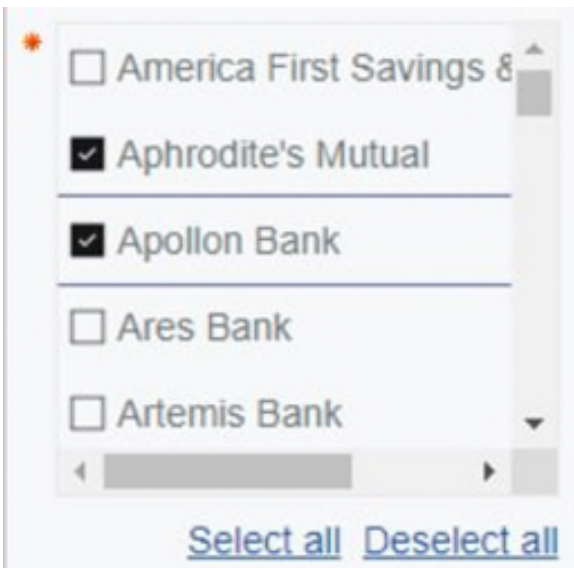 America First Savings &
Aphrodite's Mutual
Apollon Bank
Ares Bank
Artemis Bank
Select all Deselect all